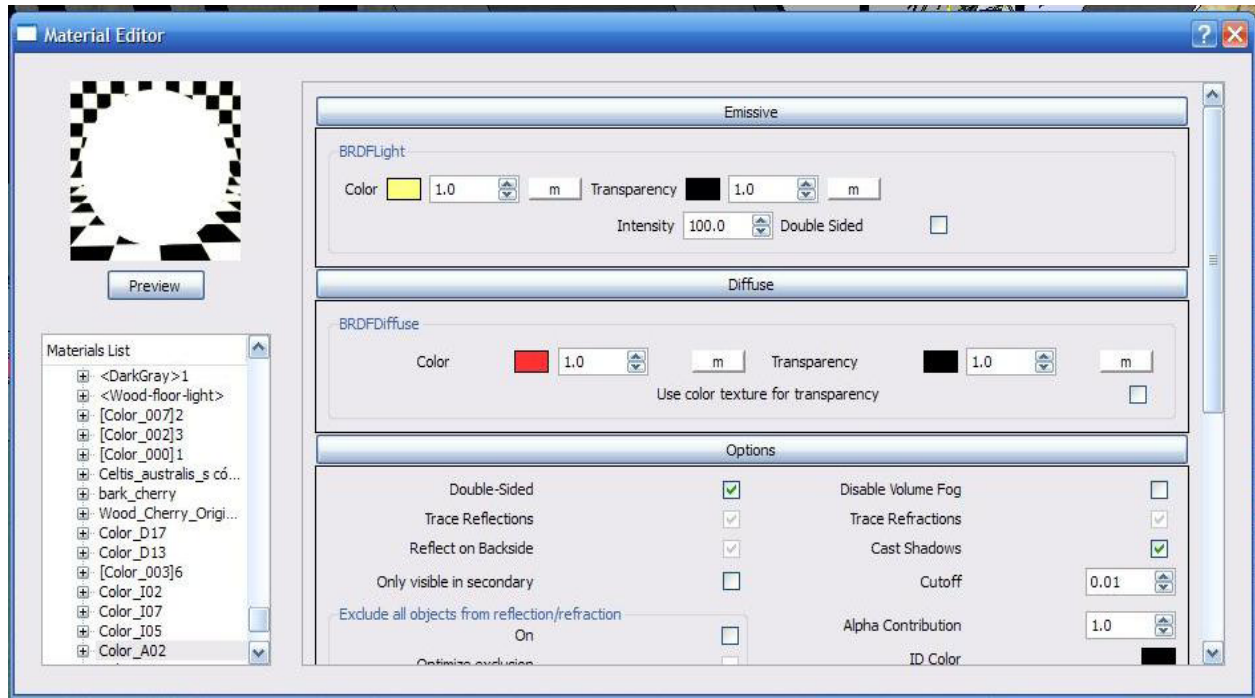 Material Editor
Preview
Materials List
<DarkGray>1
<Wood-floor-light>
[Color_007]2
[Color_002]3
[Color_000]1
Celtis_australis_s có...
bark_cherry
Wood_Cherry_Origi...
Color_D17
Color_D13
[Color_003]6
Color_I02
Color_I07
Color_I05
Color_A02
Emissive
BRDFLight
Color 1.0 m Transparency 1.0 m
Intensity 100.0 Double Sided
Diffuse
BRDFDiffuse
Color 1.0 m Transparency 1.0 m
Use color texture for transparency
Options
Double-Sided Disable Volume Fog
Trace Reflections Trace Refractions
Reflect on Backside Cast Shadows
Only visible in secondary Cutoff 0.01
Exclude all objects from reflection/refraction
On Alpha Contribution 1.0
Optimize exclusion ID Color